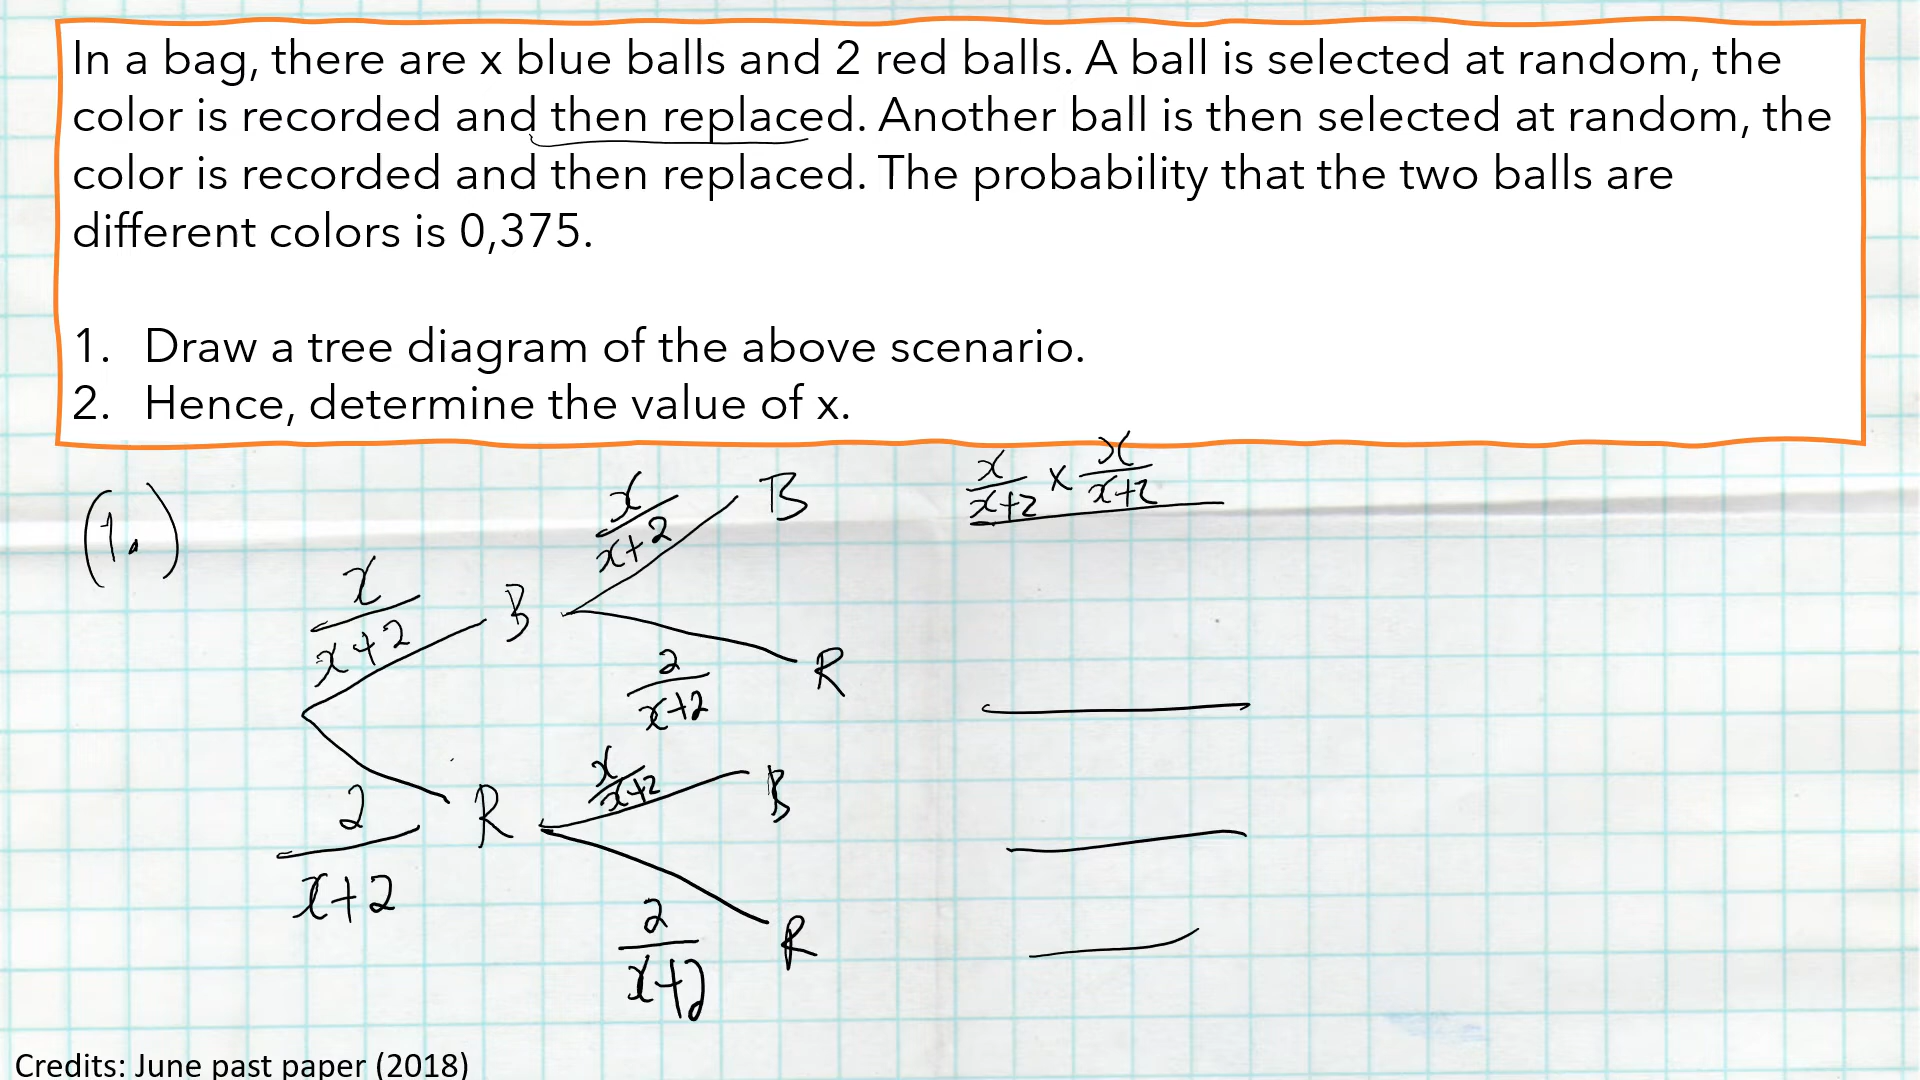 In a bag, there are x blue balls and 2 red balls. A ball is selected at random, the
color is recorded and then replaced. Another ball is then selected at random, the
color is recorded and then replaced. The probability that the two balls are
different colors is 0,375.
1. Draw a tree diagram of the above scenario.
2. Hence, determine the value of x.
(1.)
x/(x+2)
B
x/(x+2)
B
x/(x+2) × x/(x+2)
2/(x+2)
R
2/(x+2)
R
x/(x+2)
B
2/(x+2)
R
Credits: June past paper (2018)